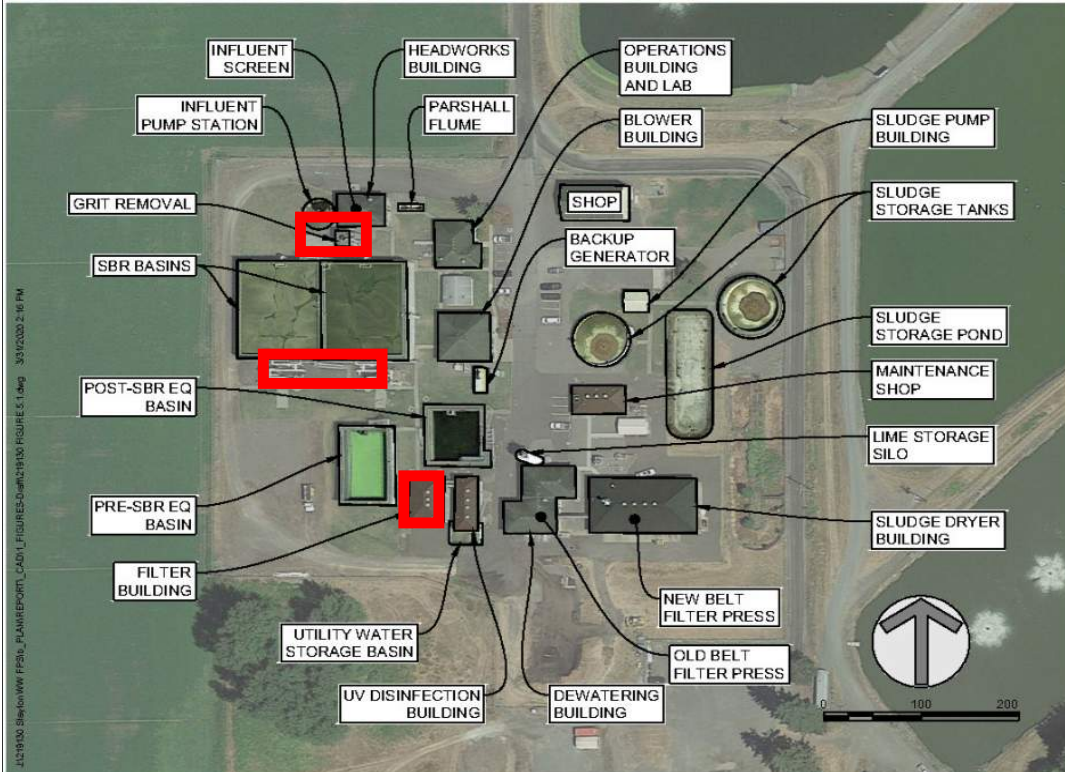 INFLUENT
SCREEN
HEADWORKS
BUILDING
OPERATIONS
BUILDING
AND LAB
INFLUENT
PUMP STATION
PARSHALL
FLUME
BLOWER
BUILDING
SLUDGE PUMP
BUILDING
GRIT REMOVAL
SHOP
SLUDGE
STORAGE TANKS
BACKUP
GENERATOR
SBR BASINS
SLUDGE
STORAGE POND
POST-SBR EQ
BASIN
MAINTENANCE
SHOP
LIME STORAGE
SILO
PRE-SBR EQ
BASIN
SLUDGE DRYER
BUILDING
FILTER
BUILDING
NEW BELT
FILTER PRESS
UTILITY WATER
STORAGE BASIN
OLD BELT
FILTER PRESS
UV DISINFECTION
BUILDING
DEWATERING
BUILDING
0 100 200